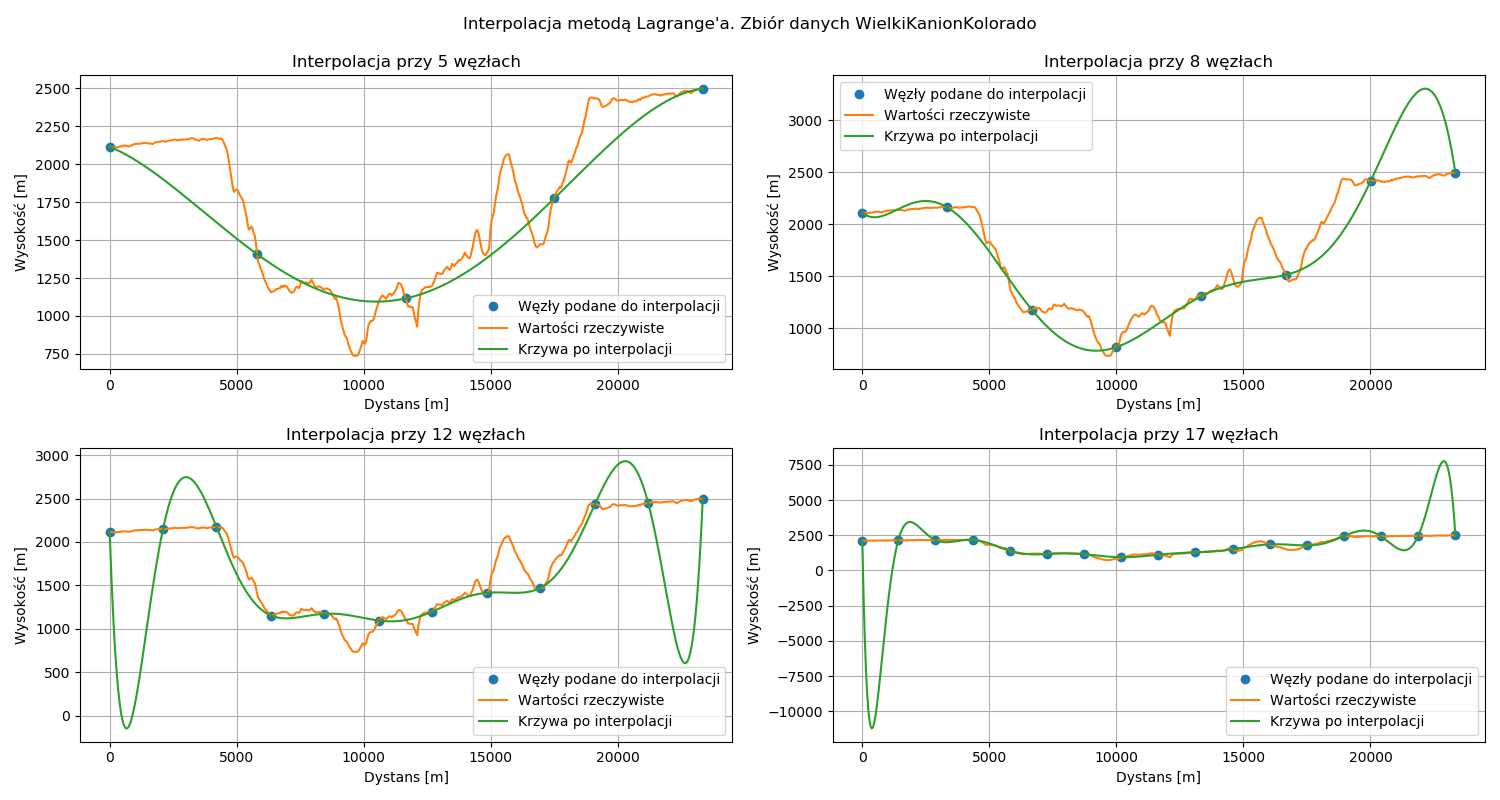 Interpolacja metodą Lagrange'a. Zbiór danych WielkiKanionKolorado
Interpolacja przy 5 węzłach
Wysokość [m]
2500
2250
2000
1750
1500
1250
1000
750
0
5000
10000
15000
20000
Dystans [m]
Węzły podane do interpolacji
Wartości rzeczywiste
Krzywa po interpolacji
Interpolacja przy 8 węzłach
Wysokość [m]
3000
2500
2000
1500
1000
0
5000
10000
15000
20000
Dystans [m]
Węzły podane do interpolacji
Wartości rzeczywiste
Krzywa po interpolacji
Interpolacja przy 12 węzłach
Wysokość [m]
3000
2500
2000
1500
1000
500
0
0
5000
10000
15000
20000
Dystans [m]
Węzły podane do interpolacji
Wartości rzeczywiste
Krzywa po interpolacji
Interpolacja przy 17 węzłach
Wysokość [m]
7500
5000
2500
0
−2500
−5000
−7500
−10000
0
5000
10000
15000
20000
Dystans [m]
Węzły podane do interpolacji
Wartości rzeczywiste
Krzywa po interpolacji